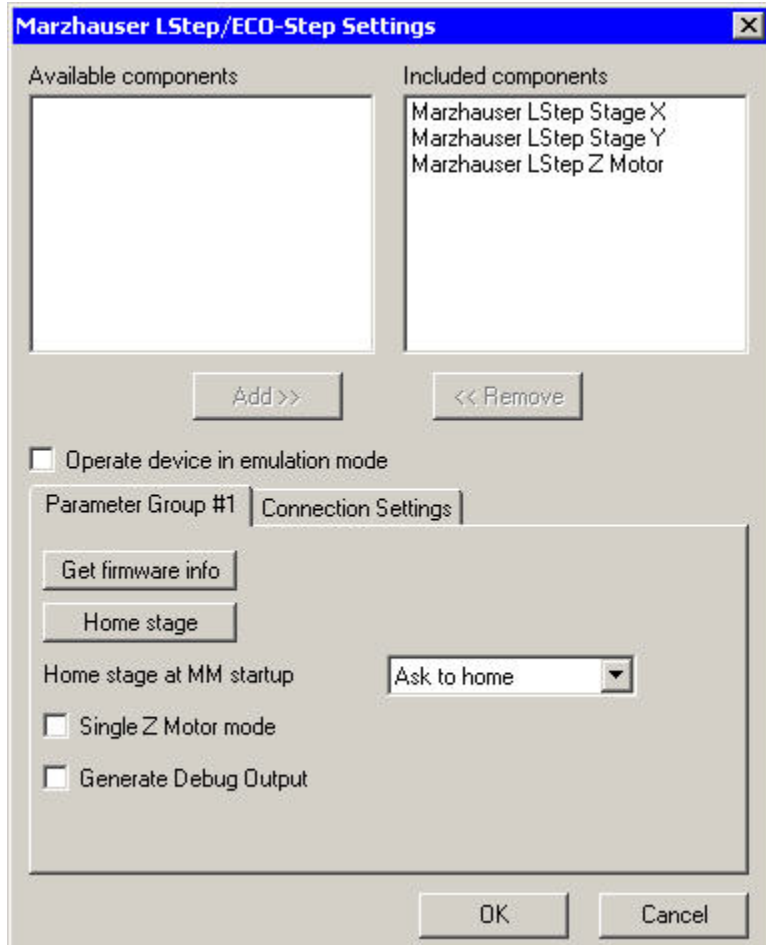 Marzhauser LStep/ECO-Step Settings
Available components
Included components
Marzhauser LStep Stage X
Marzhauser LStep Stage Y
Marzhauser LStep Z Motor
Add >>
<< Remove
Operate device in emulation mode
Parameter Group #1
Connection Settings
Get firmware info
Home stage
Home stage at MM startup
Ask to home
Single Z Motor mode
Generate Debug Output
OK
Cancel